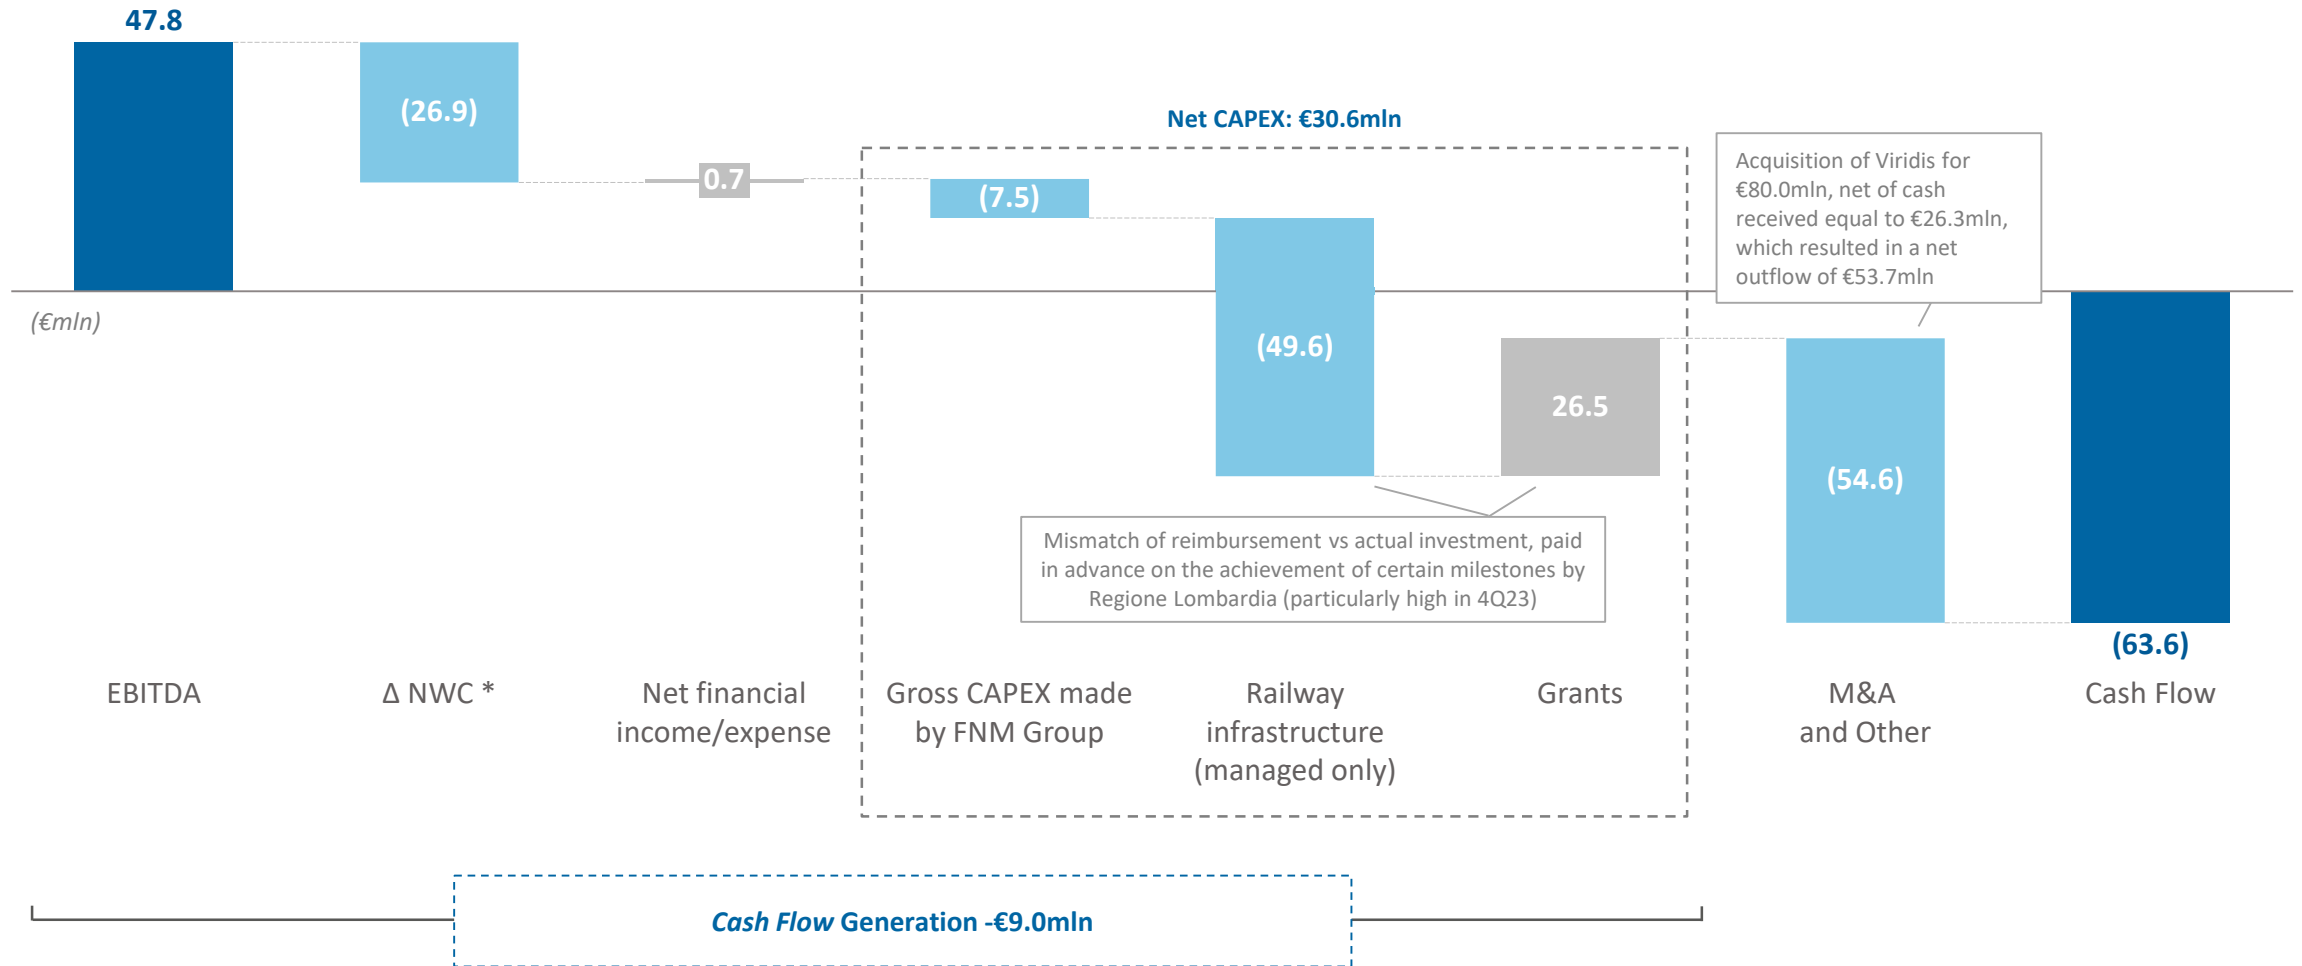 47.8
(26.9)
0.7
Net CAPEX: €30.6mln
(7.5)
(49.6)
26.5
Acquisition of Viridis for
€80.0mln, net of cash
received equal to €26.3mln,
which resulted in a net
outflow of €53.7mln
(€mln)
(54.6)
Mismatch of reimbursement vs actual investment, paid
in advance on the achievement of certain milestones by
Regione Lombardia (particularly high in 4Q23)
(63.6)
EBITDA
Δ NWC *
Net financial
income/expense
Gross CAPEX made
by FNM Group
Railway
infrastructure
(managed only)
Grants
M&A
and Other
Cash Flow
Cash Flow Generation -€9.0mln